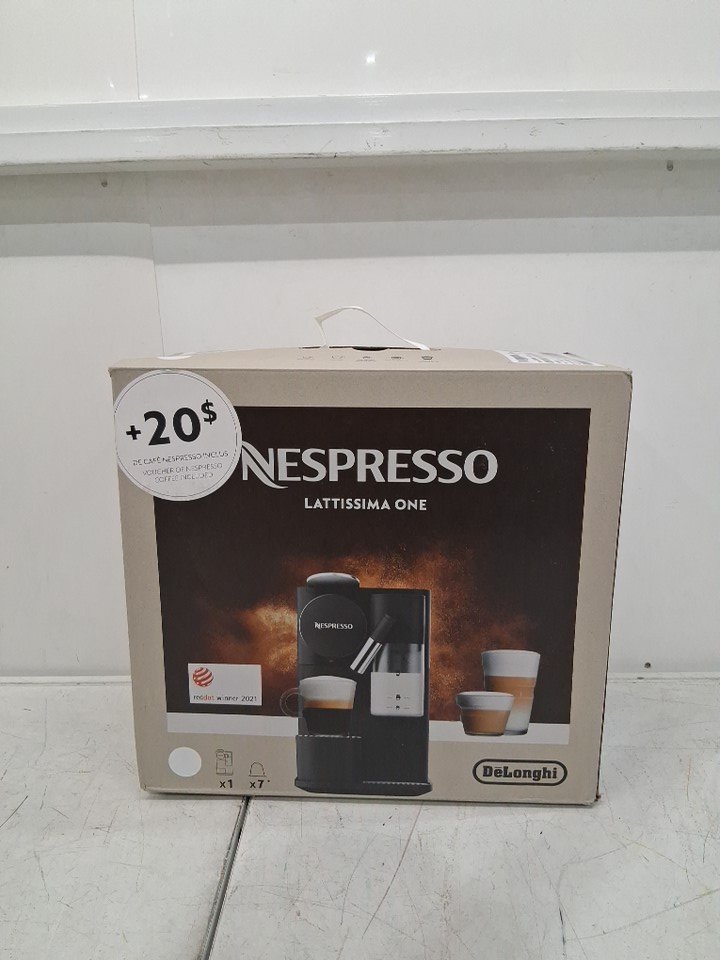 +20$
DE CAFÉ NESPRESSO INCLUS
VOUCHER OF NESPRESSO
COFFEE INCLUDED
NESPRESSO
LATTISSIMA ONE
NESPRESSO
reddot winner 2021
x1 x7*
DēLonghi